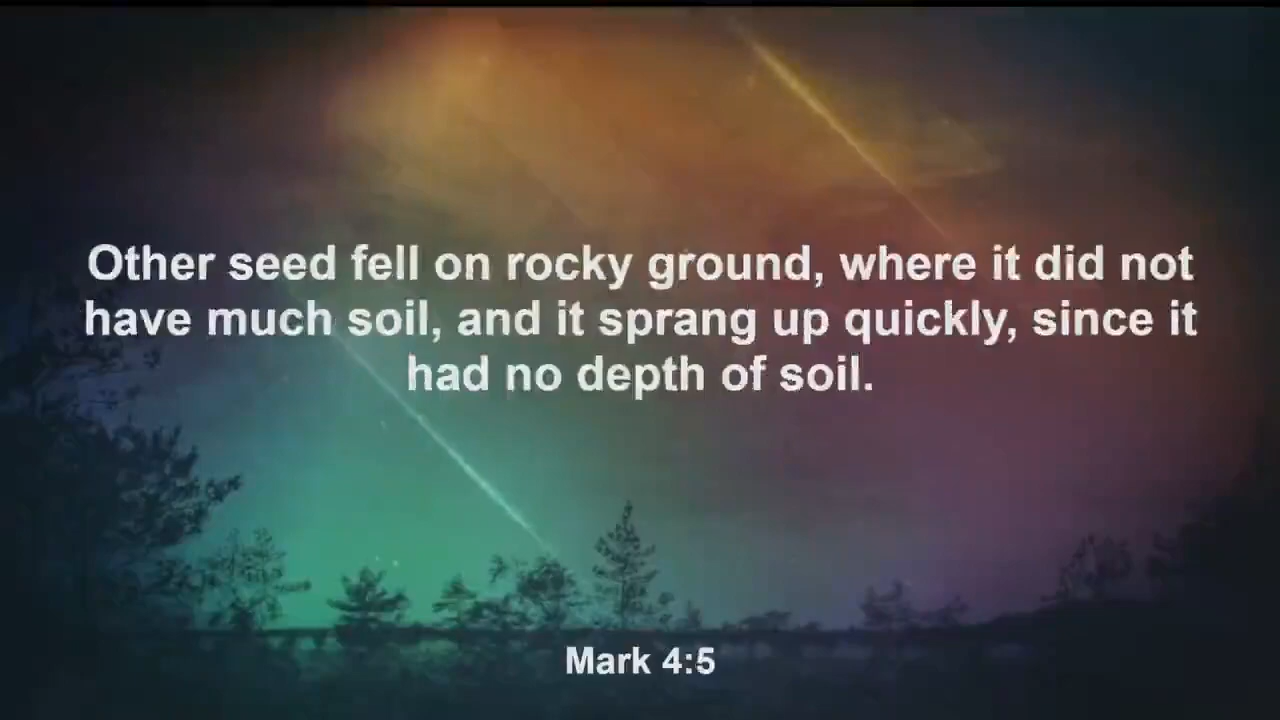 Other seed fell on rocky ground, where it did not
have much soil, and it sprang up quickly, since it
had no depth of soil.
Mark 4:5